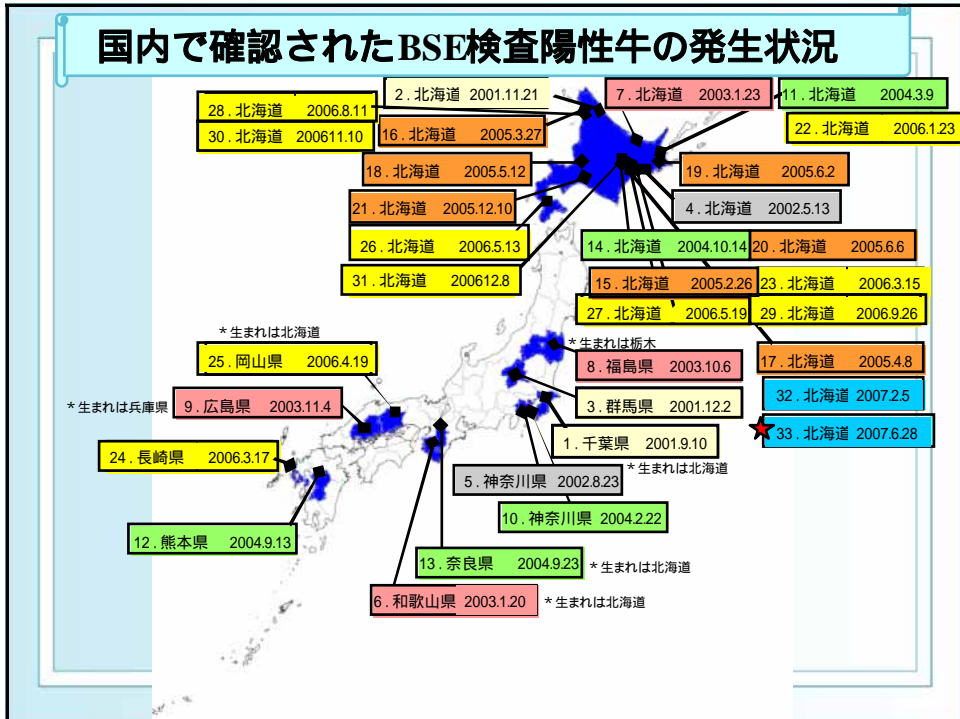 国内で確認されたBSE検査陽性牛の発生状況
2 . 北海道 2001.11.21
7 . 北海道 2003.1.23
11 . 北海道 2004.3.9
28 . 北海道 2006.8.11
30 . 北海道 200611.10
16 . 北海道 2005.3.27
22 . 北海道 2006.1.23
18 . 北海道 2005.5.12
19 . 北海道 2005.6.2
21 . 北海道 2005.12.10
4 . 北海道 2002.5.13
26 . 北海道 2006.5.13
14 . 北海道 2004.10.14
20 . 北海道 2005.6.6
31 . 北海道 200612.8
15 . 北海道 2005.2.26
23 . 北海道 2006.3.15
27 . 北海道 2006.5.19
29 . 北海道 2006.9.26
*生まれは北海道
25 . 岡山県 2006.4.19
*生まれは栃木
8 . 福島県 2003.10.6
17 . 北海道 2005.4.8
*生まれは兵庫県
9 . 広島県 2003.11.4
3 . 群馬県 2001.12.2
32 . 北海道 2007.2.5
1 . 千葉県 2001.9.10
*生まれは北海道
33 . 北海道 2007.6.28
24 . 長崎県 2006.3.17
5 . 神奈川県 2002.8.23
10 . 神奈川県 2004.2.22
12 . 熊本県 2004.9.13
13 . 奈良県 2004.9.23
*生まれは北海道
6 . 和歌山県 2003.1.20
*生まれは北海道